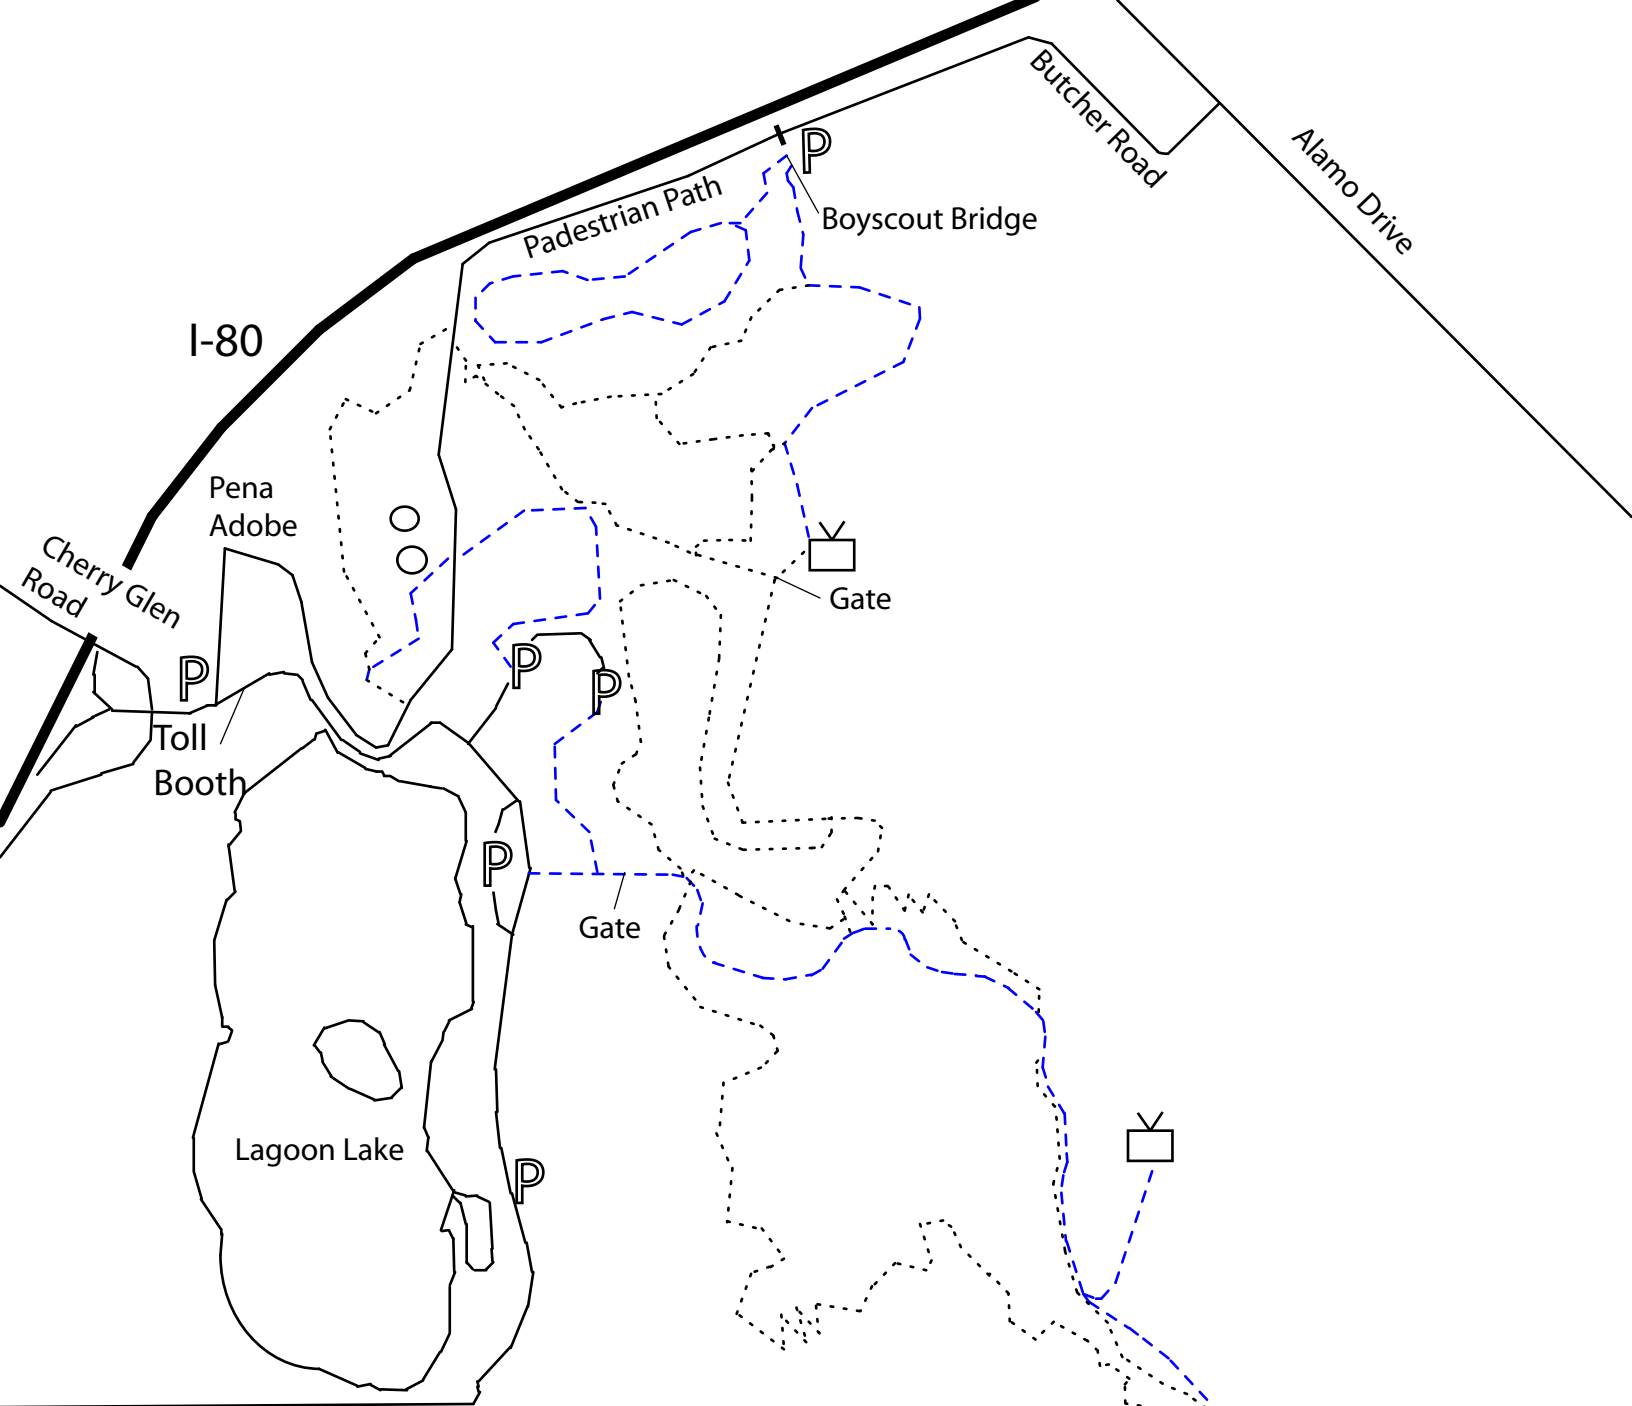 Butcher Road
Alamo Drive
P
Padestrian Path
Boyscout Bridge
I-80
Pena
Adobe
Cherry Glen
Road
Gate
P
P
P
Toll
Booth
P
Gate
Lagoon Lake
P